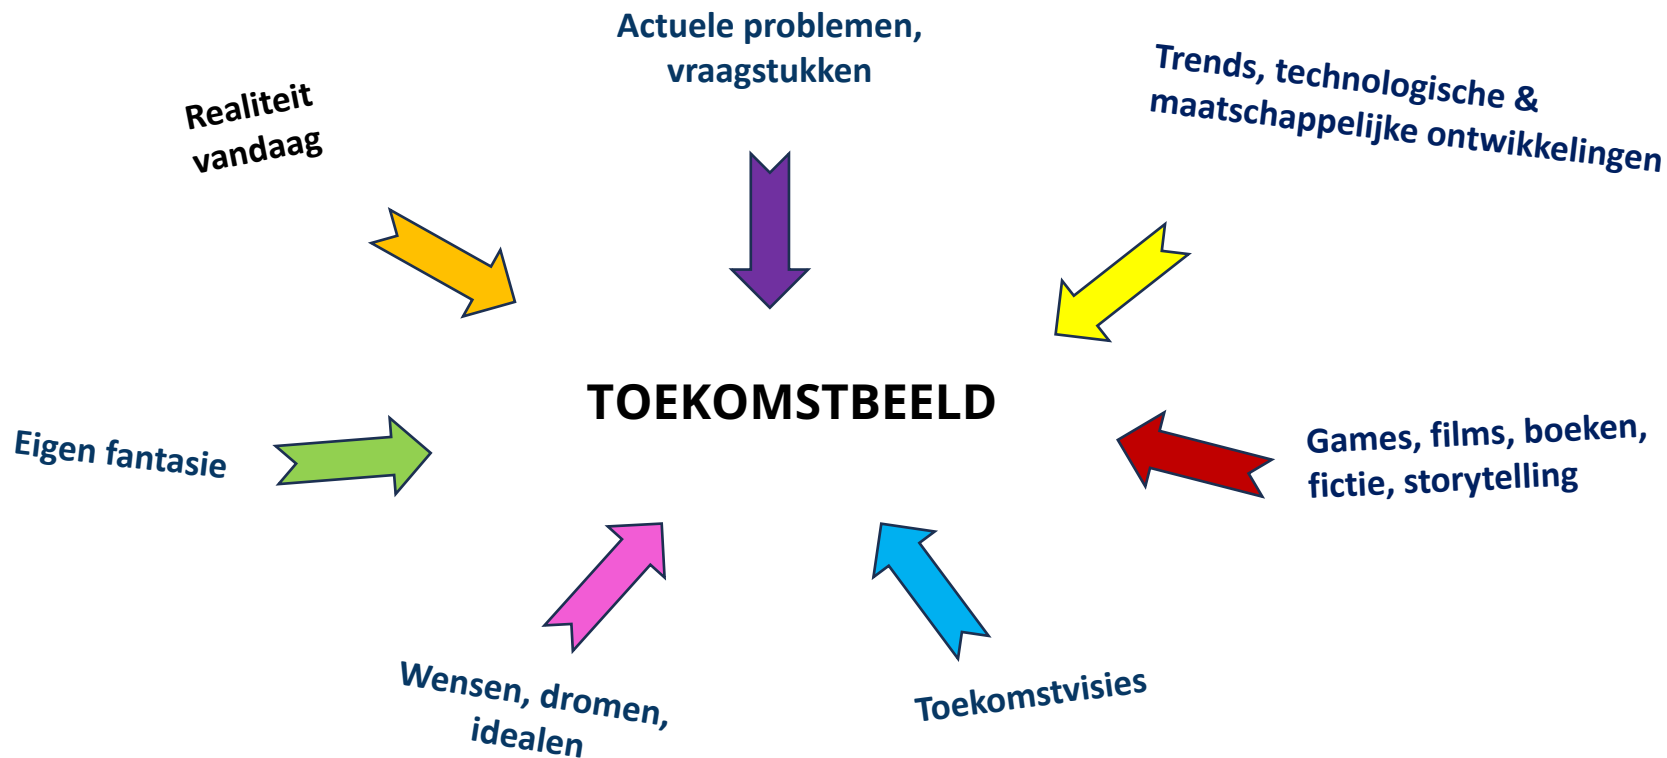 Actuele problemen,
vraagstukken
Trends, technologische &
maatschappelijke ontwikkelingen
Realiteit
vandaag
TOEKOMSTBEELD
Eigen fantasie
Games, films, boeken,
fictie, storytelling
Wensen, dromen,
idealen
Toekomstvisies